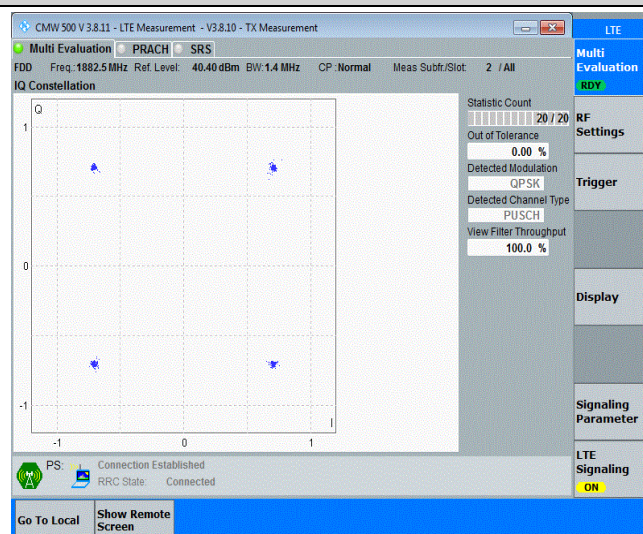 CMW 500 V 3.8.11 - LTE Measurement - V3.8.10 - TX Measurement
LTE
Multi Evaluation PRACH SRS
Multi
Evaluation
RDY
FDD Freq.:1882.5 MHz Ref. Level: 40.40 dBm BW:1.4 MHz CP :Normal Meas Subfr./Slot: 2 / All
IQ Constellation
Q
1
0
-1
I
-1 0 1
Statistic Count
20 / 20
Out of Tolerance
0.00 %
Detected Modulation
QPSK
Detected Channel Type
PUSCH
View Filter Throughput
100.0 %
RF
Settings
Trigger
Display
Signaling
Parameter
LTE
Signaling
ON
PS: Connection Established
RRC State: Connected
Go To Local
Show Remote
Screen